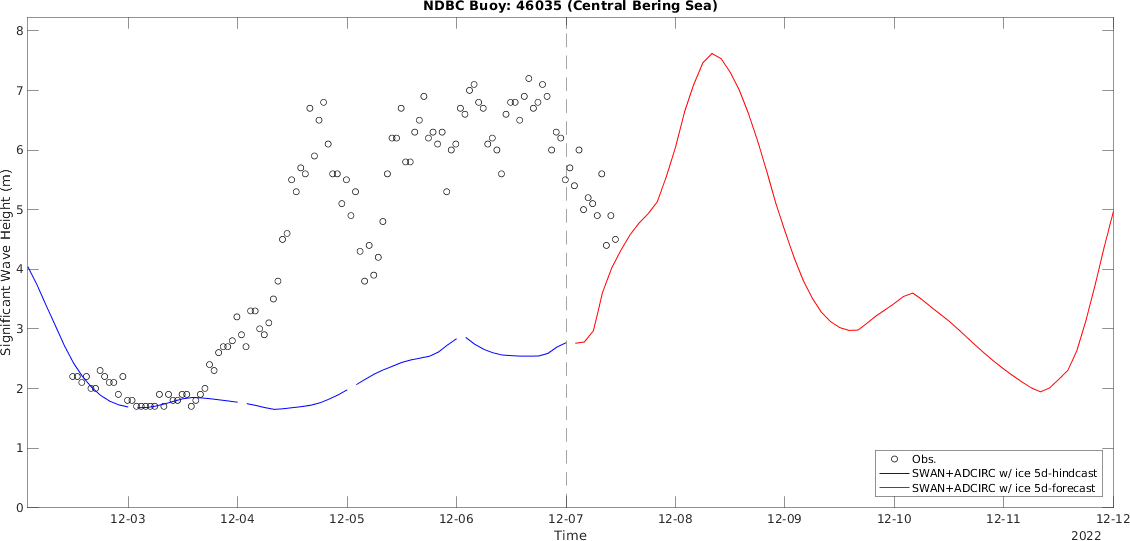 NDBC Buoy: 46035 (Central Bering Sea)
8
7
6
5
4
3
2
1
0
Significant Wave Height (m)
Obs.
SWAN+ADCIRC w/ ice 5d-hindcast
SWAN+ADCIRC w/ ice 5d-forecast
12-03 12-04 12-05 12-06 12-07 12-08 12-09 12-10 12-11 12-12
Time
2022